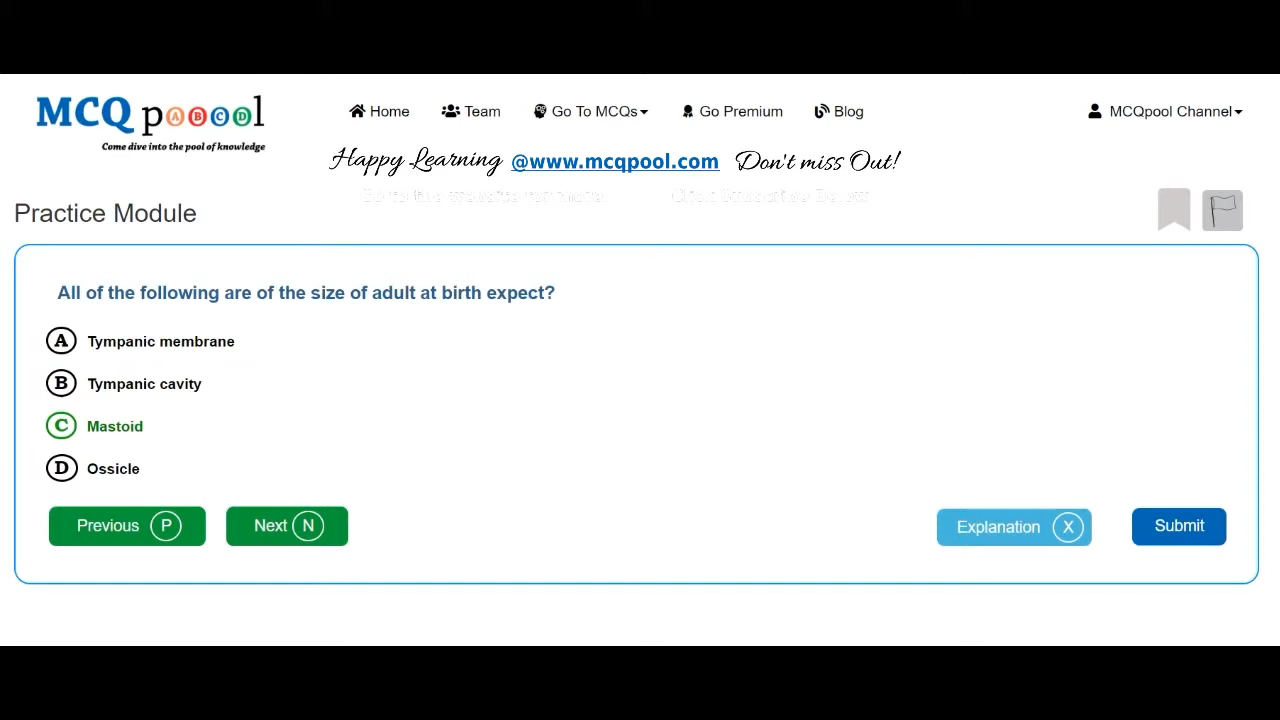 MCQ pABCDl
Come dive into the pool of knowledge
Home Team Go To MCQs Go Premium Blog MCQpool Channel
Happy Learning @www.mcqpool.com Don't miss Out!
Practice Module
All of the following are of the size of adult at birth expect?
A Tympanic membrane
B Tympanic cavity
C Mastoid
D Ossicle
Previous P Next N Explanation X Submit